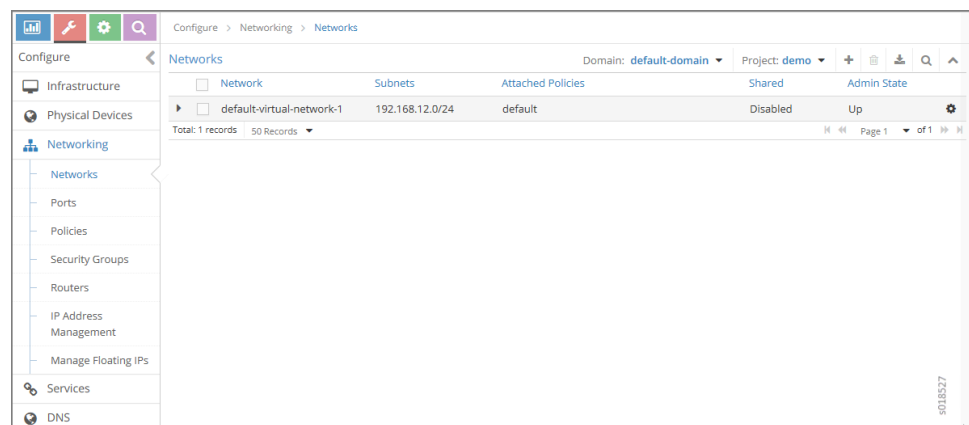 Configure > Networking > Networks
Configure
Networks
Domain: default-domain
Project: demo
Network Subnets Attached Policies Shared Admin State
default-virtual-network-1 192.168.12.0/24 default Disabled Up
Total: 1 records 50 Records Page 1 of 1
Infrastructure
Physical Devices
Networking
Networks
Ports
Policies
Security Groups
Routers
IP Address
Management
Manage Floating IPs
Services
DNS
s018527